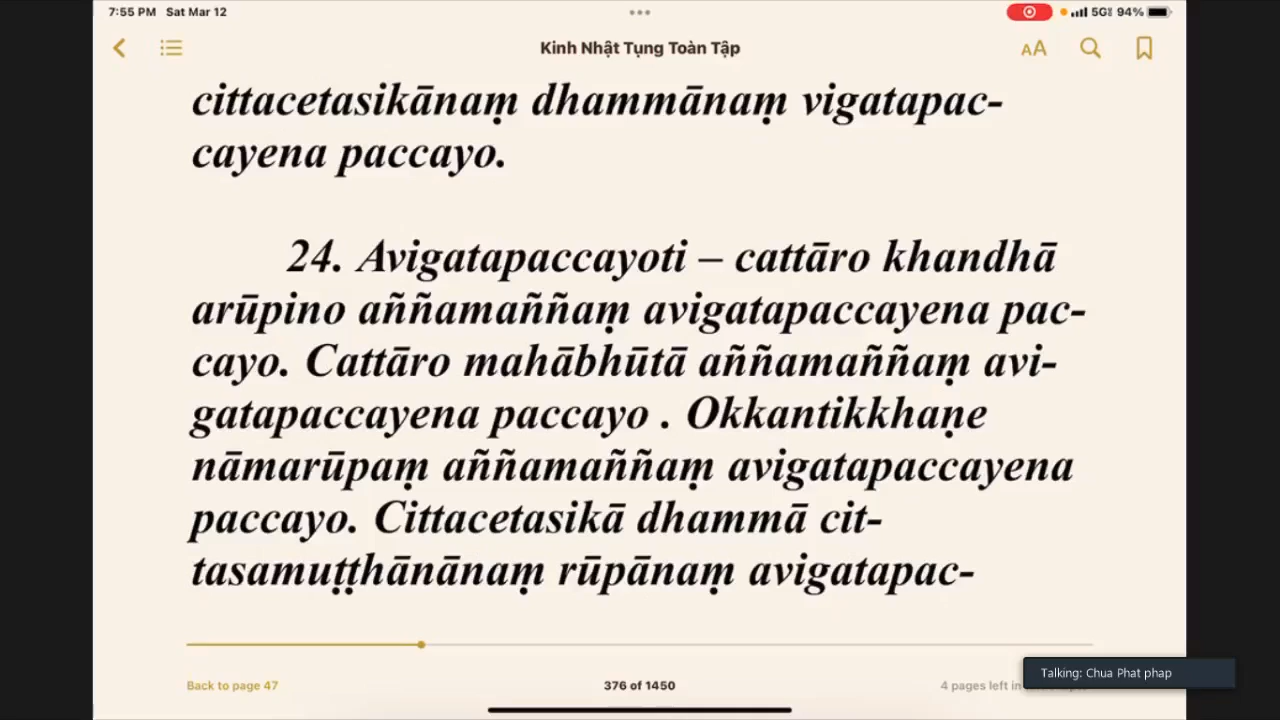 7:55 PM Sat Mar 12
5G 94%
Kinh Nhật Tụng Toàn Tập
AA
cittacetasikānaṃ dhammānaṃ vigatapac-
cayena paccayo.
24. Avigatapaccayoti – cattāro khandhā
arūpino aññamaññaṃ avigatapaccayena pac-
cayo. Cattāro mahābhūtā aññamaññaṃ avi-
gatapaccayena paccayo . Okkantikkhaṇe
nāmarūpaṃ aññamaññaṃ avigatapaccayena
paccayo. Cittacetasikā dhammā cit-
tasamuṭṭhānānaṃ rūpānaṃ avigatapac-
Talking: Chua Phat phap
Back to page 47
376 of 1450
4 pages left in